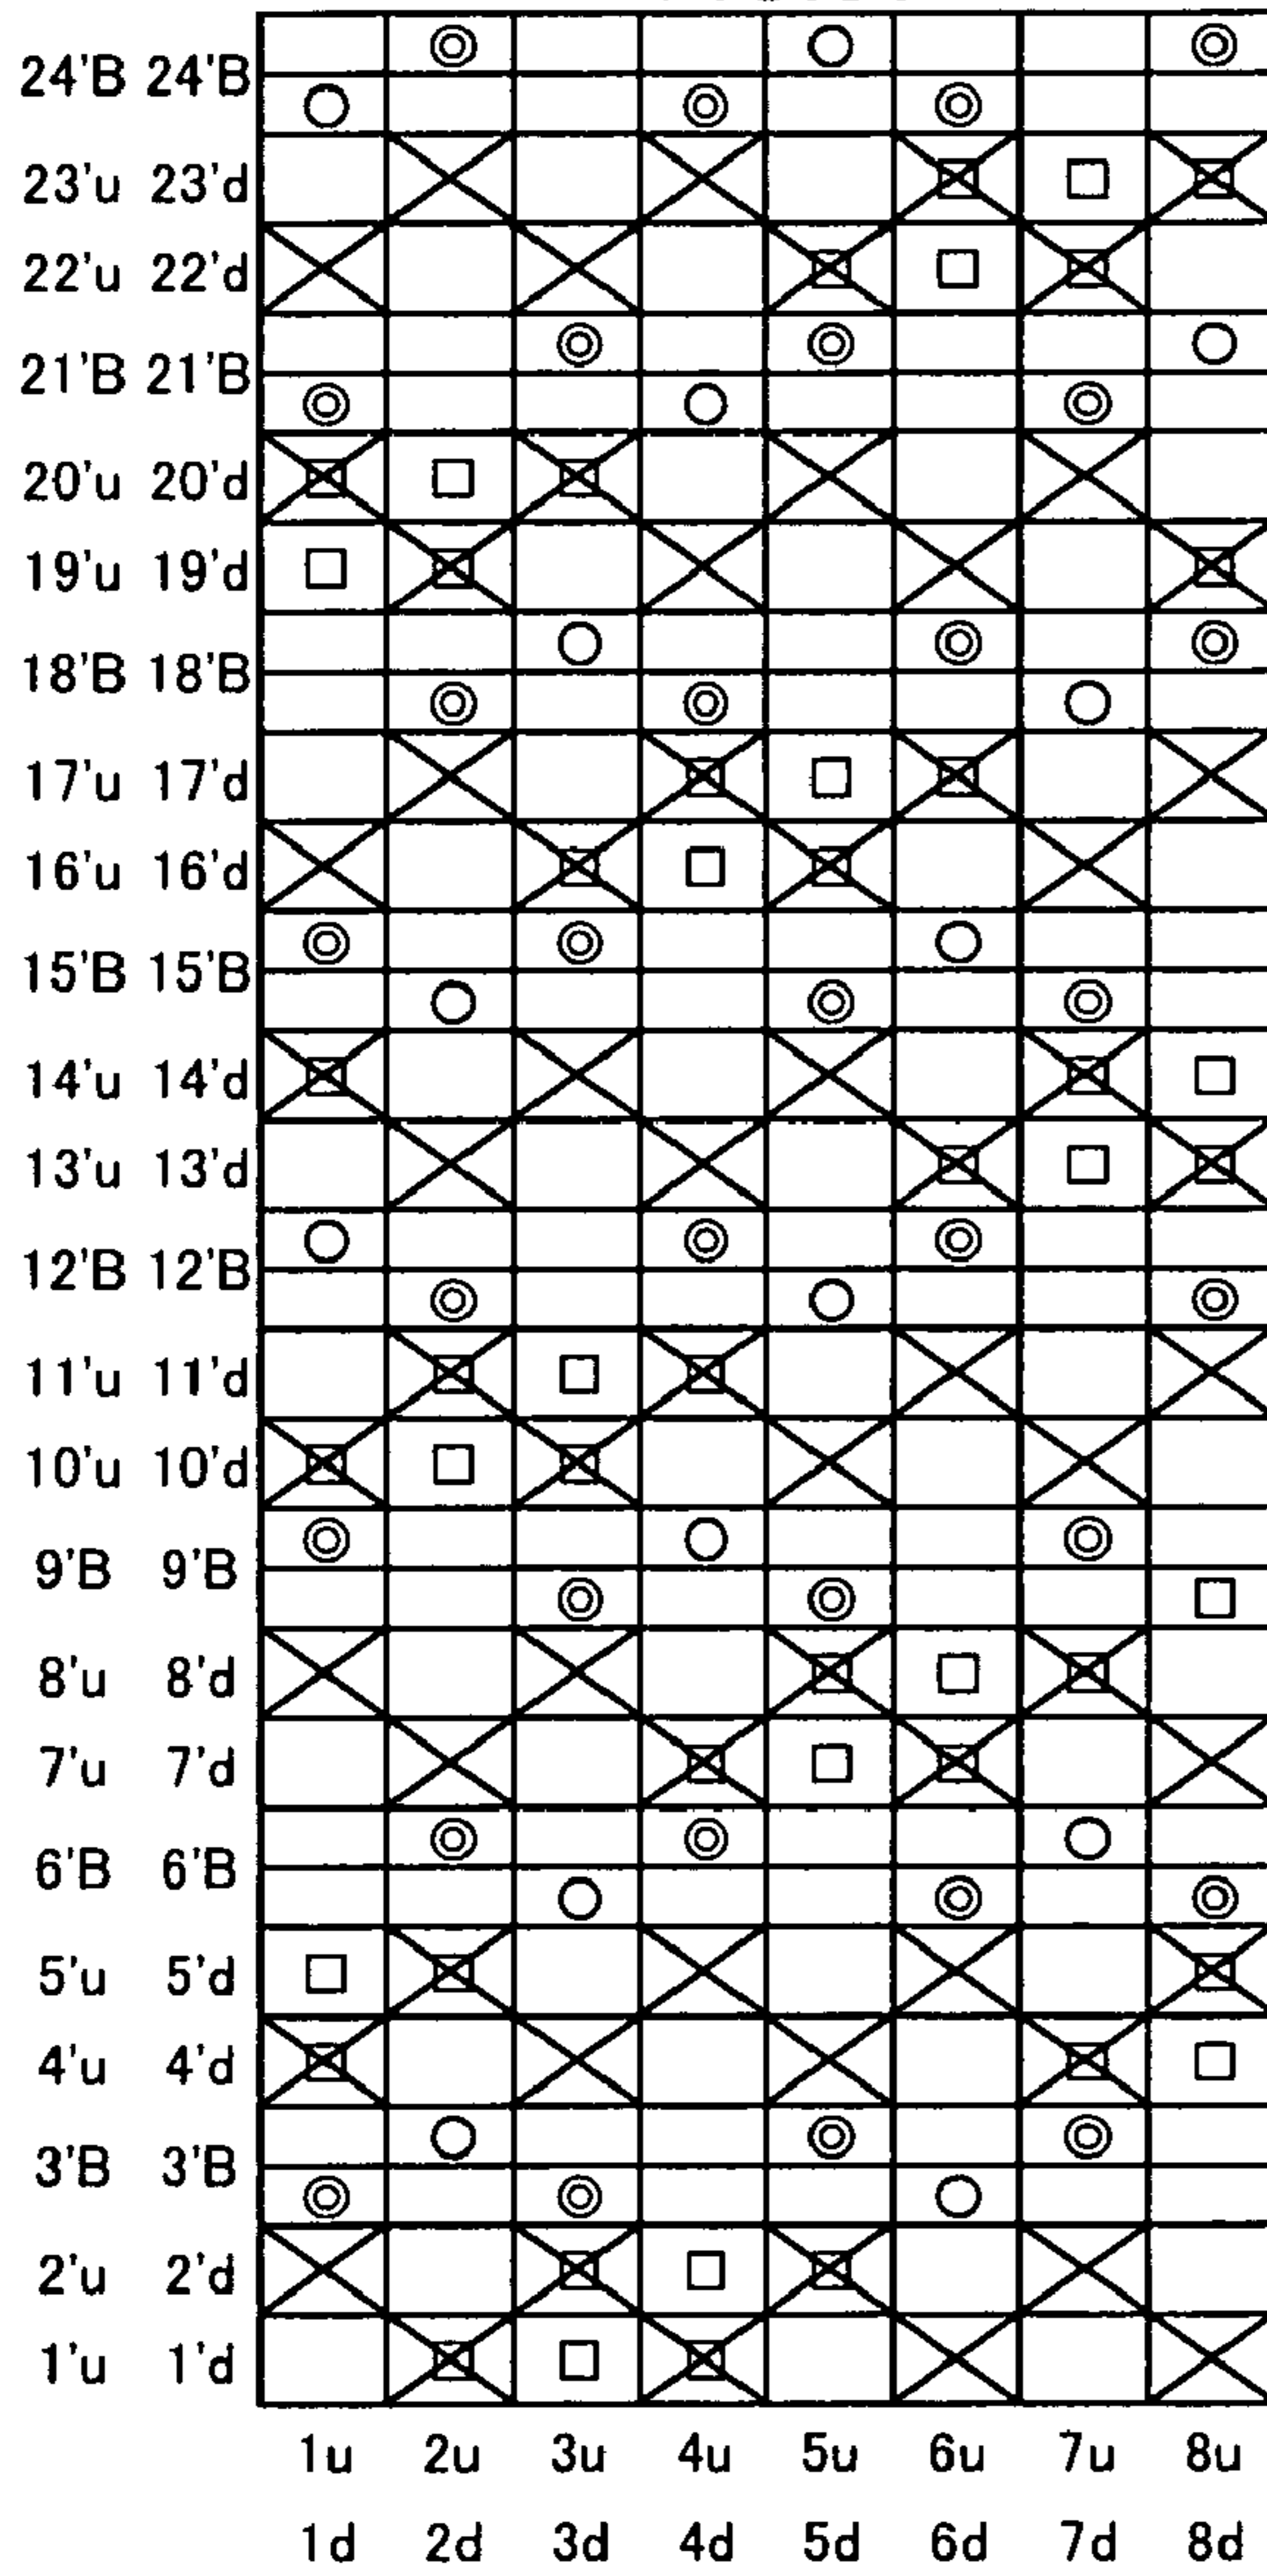 24'B 24'B
23'u 23'd
22'u 22'd
21'B 21'B
20'u 20'd
19'u 19'd
18'B 18'B
17'u 17'd
16'u 16'd
15'B 15'B
14'u 14'd
13'u 13'd
12'B 12'B
11'u 11'd
10'u 10'd
9'B 9'B
8'u 8'd
7'u 7'd
6'B 6'B
5'u 5'd
4'u 4'd
3'B 3'B
2'u 2'd
1'u 1'd
1u 2u 3u 4u 5u 6u 7u 8u
1d 2d 3d 4d 5d 6d 7d 8d